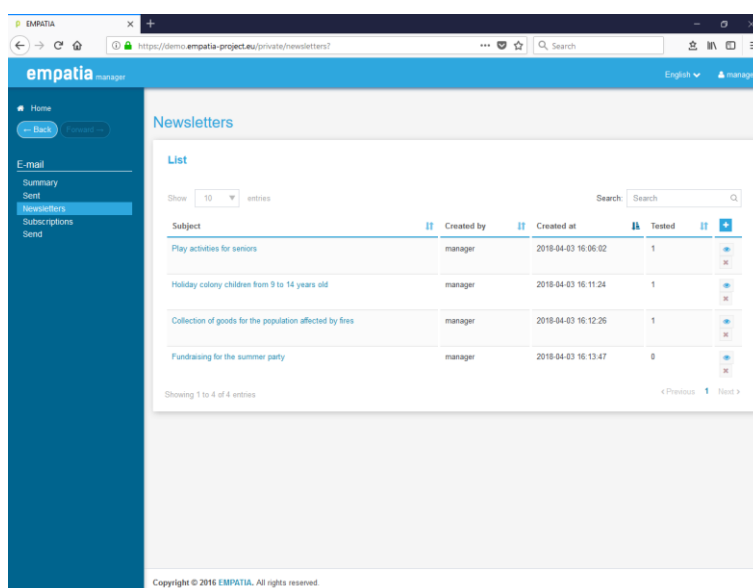 EMPATIA
https://demo.empatia-project.eu/private/newsletters?
Search
empatia manager
English
manage
Home
← Back
Forward →
E-mail
Summary
Sent
Newsletters
Subscriptions
Send
Newsletters
List
Show 10 entries
Search: Search
Subject Created by Created at Tested
Play activities for seniors manager 2018-04-03 16:06:02 1
Holiday colony children from 9 to 14 years old manager 2018-04-03 16:11:24 1
Collection of goods for the population affected by fires manager 2018-04-03 16:12:26 1
Fundraising for the summer party manager 2018-04-03 16:13:47 0
Showing 1 to 4 of 4 entries
Previous 1 Next
Copyright © 2016 EMPATIA. All rights reserved.